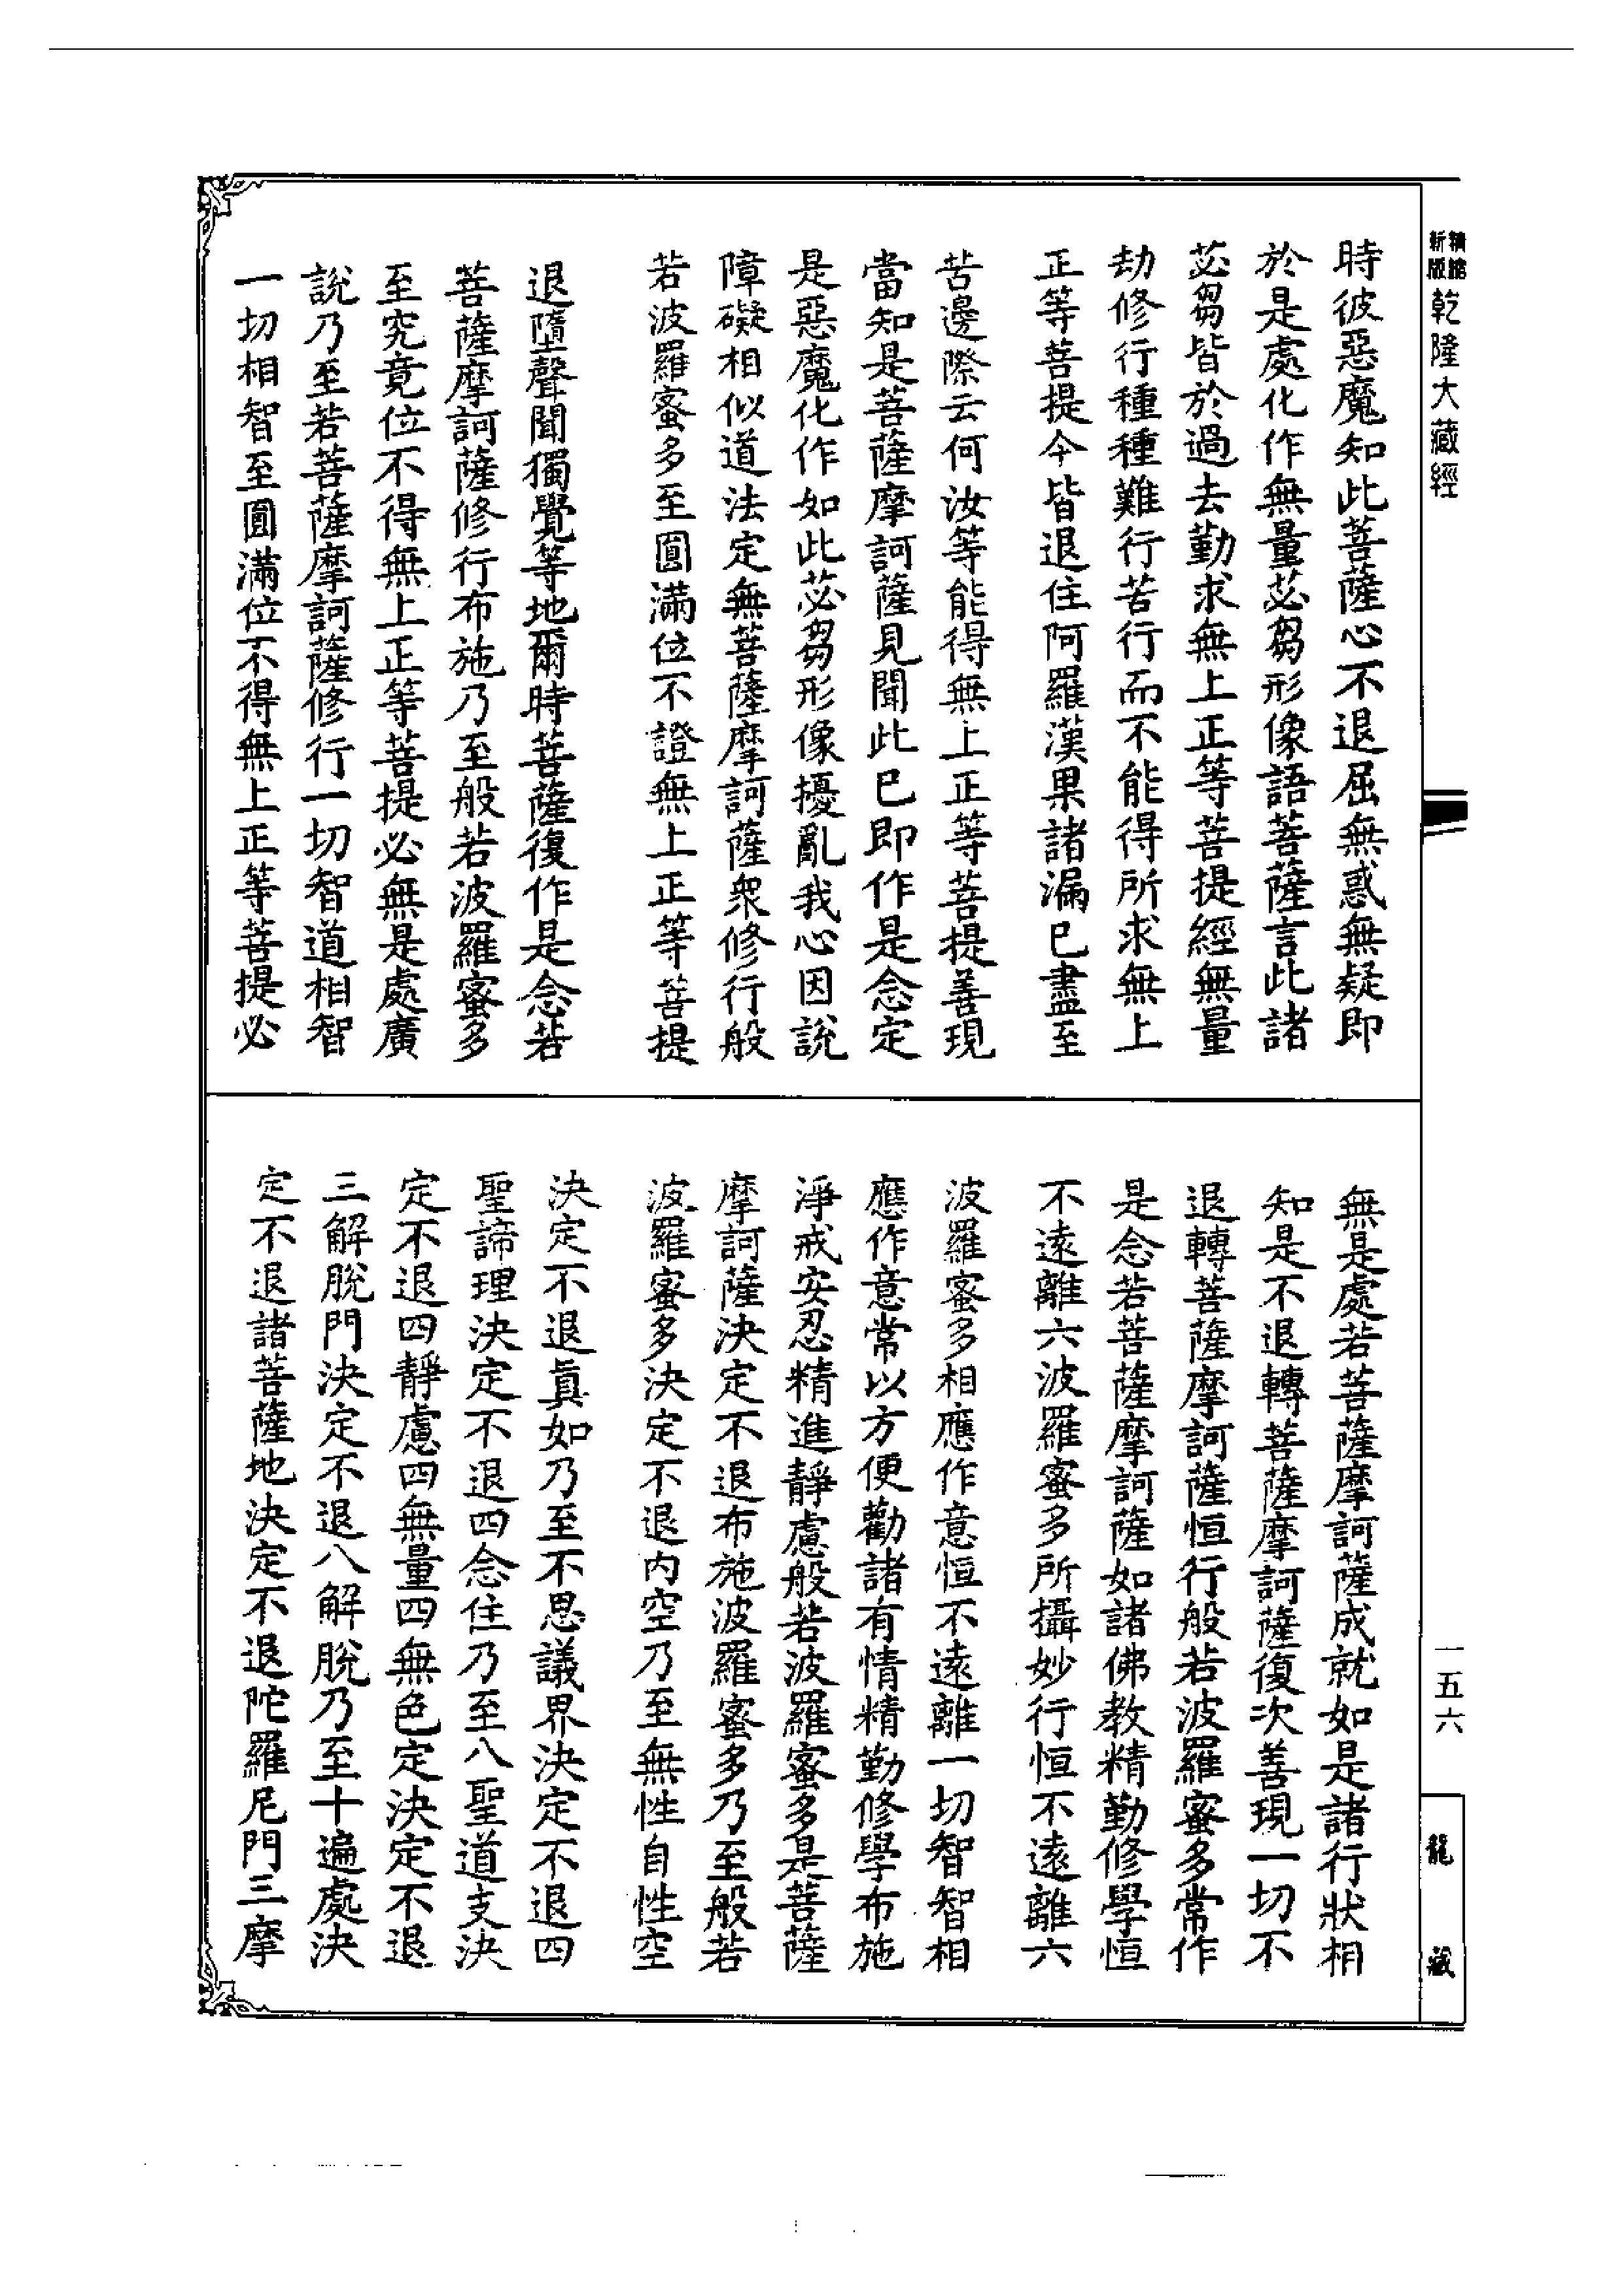 時彼惡魔知此菩薩心不退屈無惑無疑即
於是處化作無量苾芻形像語菩薩言此諸
苾芻皆於過去勤求無上正等菩提經無量
劫修行種種難行苦行而不能得所求無上
正等菩提今皆退住阿羅漢果諸漏已盡至
苦邊際云何汝等能得無上正等菩提善現
當知是菩薩摩訶薩見聞此已即作是念定
是惡魔化作如此苾芻形像擾亂我心因說
障礙相似道法定無菩薩摩訶薩衆修行般
若波羅蜜多至圓滿位不證無上正等菩提
退墮聲聞獨覺等地爾時菩薩復作是念若
菩薩摩訶薩修行布施乃至般若波羅蜜多
至究竟位不得無上正等菩提必無是處廣
說乃至若菩薩摩訶薩修行一切智道相智
一切相智至圓滿位不得無上正等菩提必
無是處若菩薩摩訶薩成就如是諸行狀相
知是不退轉菩薩摩訶薩復次善現一切不
退轉菩薩摩訶薩恒行般若波羅蜜多常作
是念若菩薩摩訶薩如諸佛教精勤修學恒
不遠離六波羅蜜多所攝妙行恒不遠離六
波羅蜜多相應作意恒不遠離一切智智相
應作意常以方便勸諸有情精勤修學布施
淨戒安忍精進靜慮般若波羅蜜多是菩薩
摩訶薩決定不退布施波羅蜜多乃至般若
波羅蜜多決定不退内空乃至無性自性空
決定不退真如乃至不思議界決定不退四
聖諦理決定不退四念住乃至八聖道支決
定不退四靜慮四無量四無色定決定不退
三解脫門決定不退八解脫乃至十遍處決
定不退諸菩薩地決定不退陀羅尼門三摩
精縮
新版
乾隆大藏經
一五六
龍藏